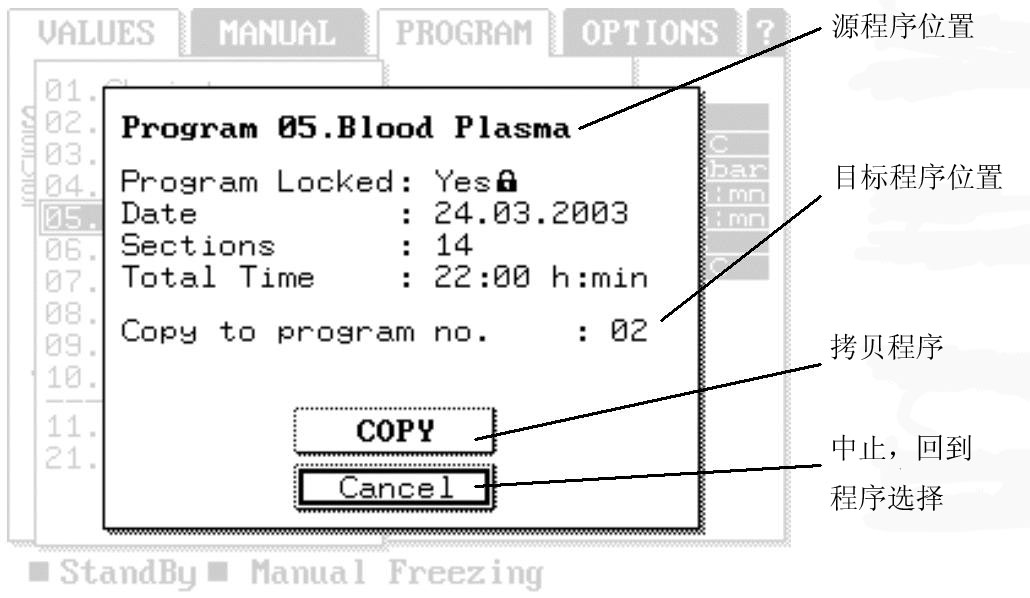 VALUES MANUAL PROGRAM OPTIONS ?
源程序位置
01.
02.
03.
04.
05.
06.
07.
08.
09.
10.
11.
21.
Program 05.Blood Plasma
Program Locked: Yes
Date : 24.03.2003
Sections : 14
Total Time : 22:00 h:min
Copy to program no. : 02
COPY
Cancel
C
bar
:mn
:mn
C
目标程序位置
拷贝程序
中止，回到
程序选择
StandBy Manual Freezing